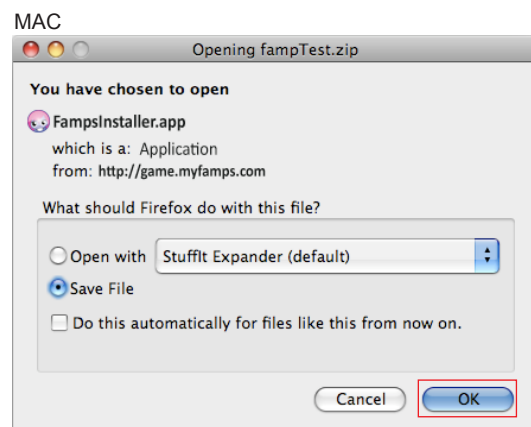 MAC
Opening fampTest.zip
You have chosen to open
FampsInstaller.app
which is a: Application
from: http://game.myfamps.com
What should Firefox do with this file?
Open with StuffIt Expander (default)
Save File
Do this automatically for files like this from now on.
Cancel OK